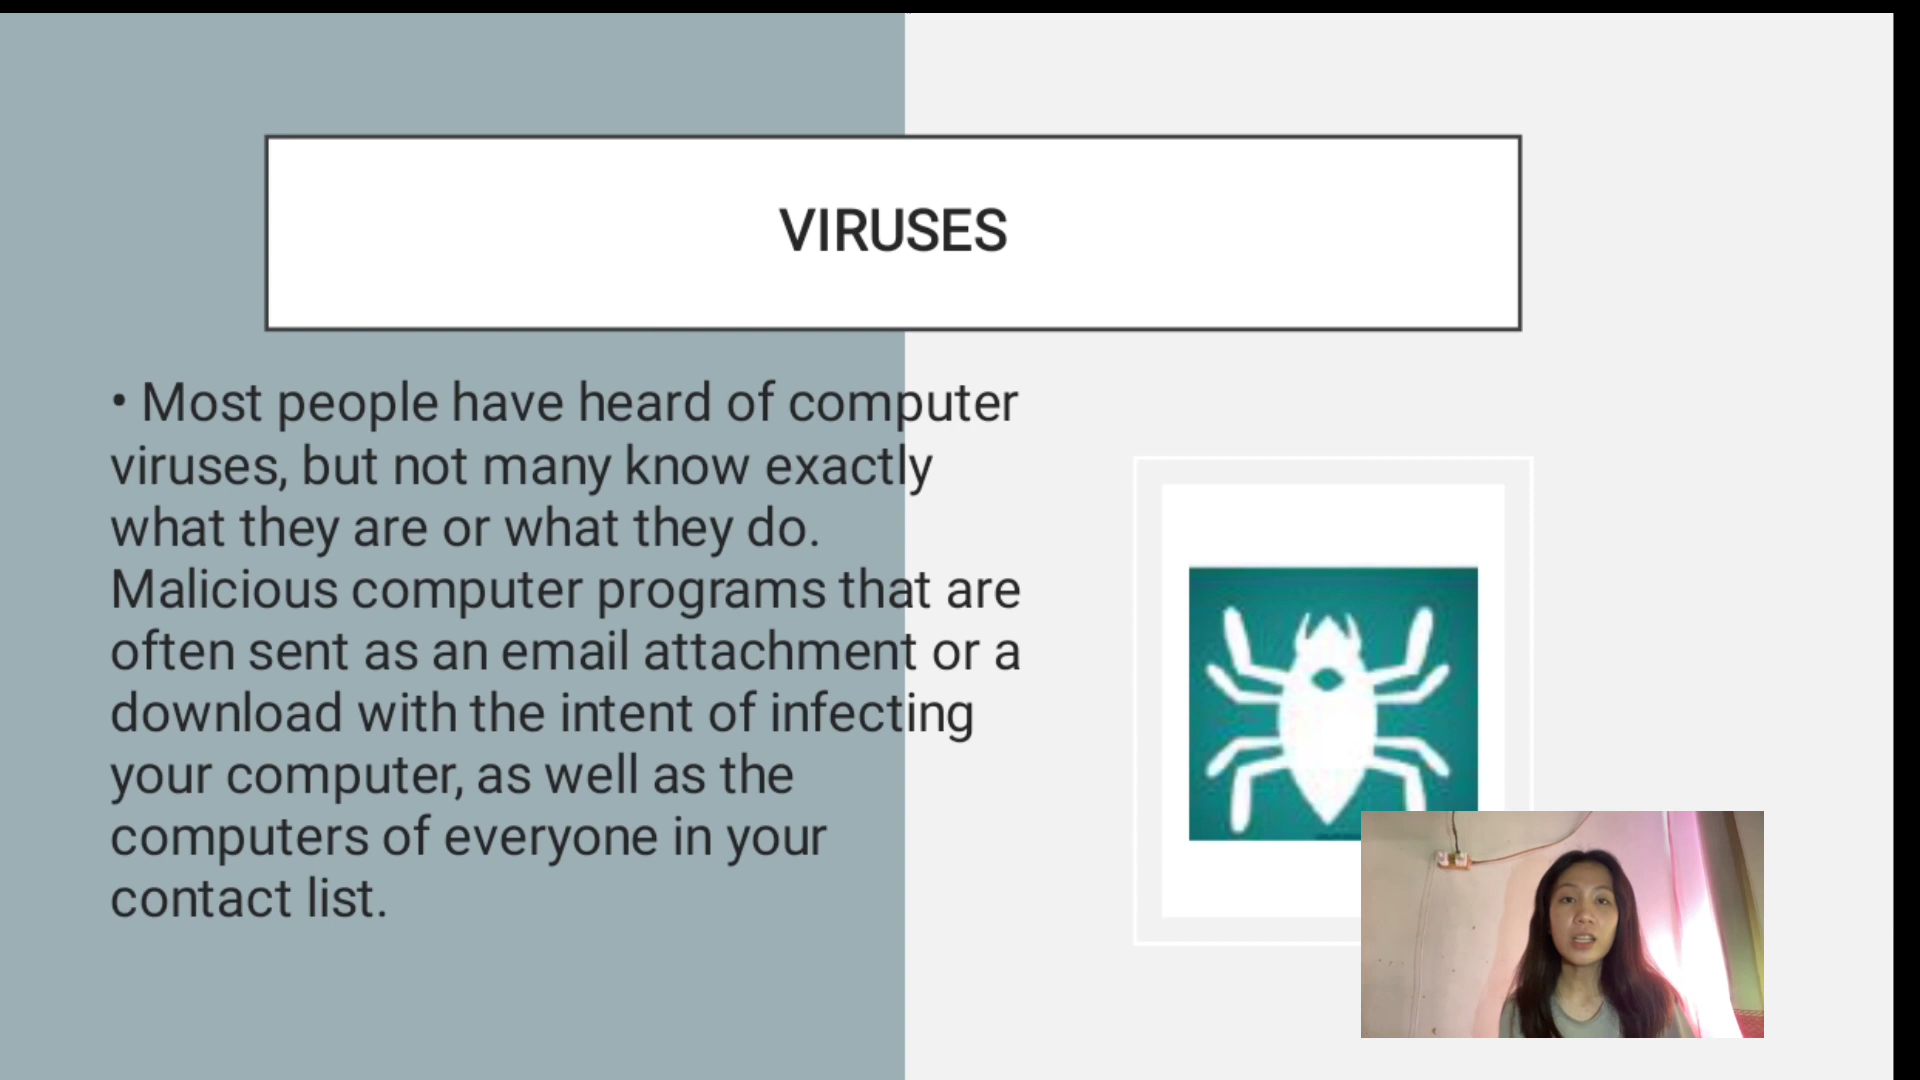 VIRUSES
• Most people have heard of computer
viruses, but not many know exactly
what they are or what they do.
Malicious computer programs that are
often sent as an email attachment or a
download with the intent of infecting
your computer, as well as the
computers of everyone in your
contact list.